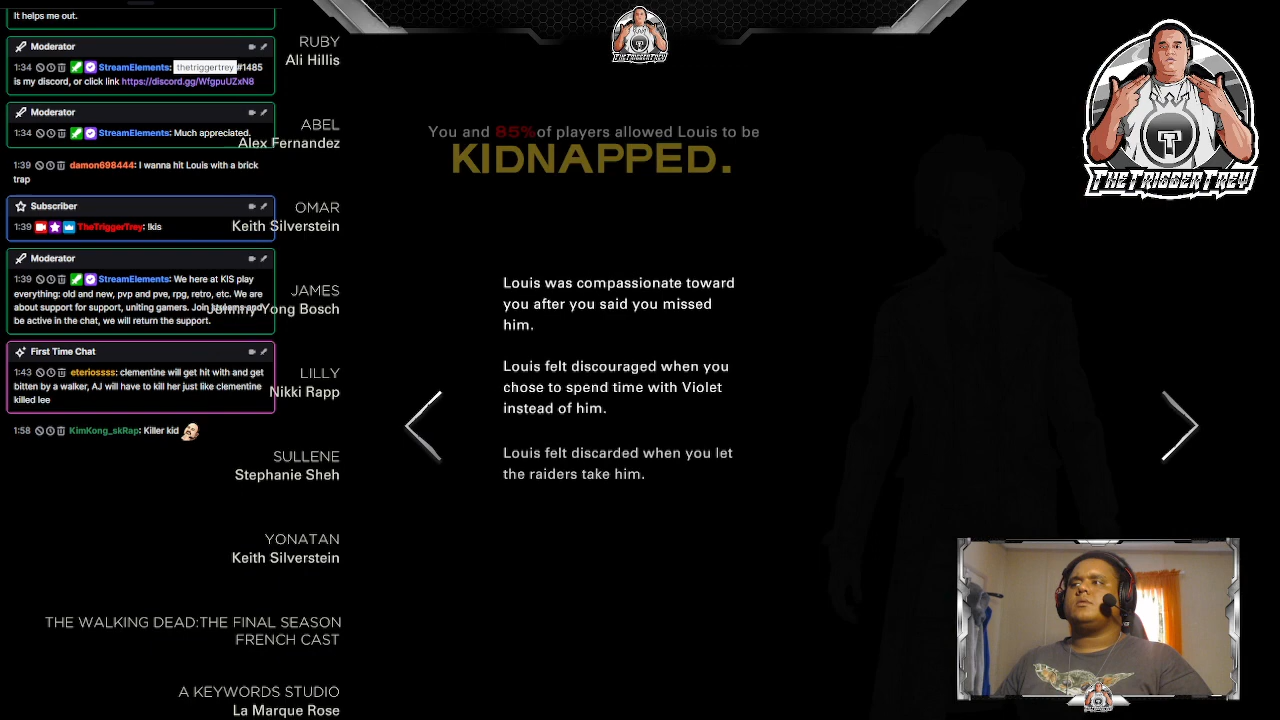 It helps me out.
Moderator
1:34 StreamElements: thetriggertrey #1485
is my discord, or click link https://discord.gg/WfgpuUZxN8
Moderator
1:34 StreamElements: Much appreciated.
1:39 damon698444: I wanna hit Louis with a brick
trap
Subscriber
1:39 TheTriggerTrey: !kis
Moderator
1:39 StreamElements: We here at KIS play
everything: old and new, pvp and pve, rpg, retro, etc. We are
about support for support, uniting gamers. Join streams and
be active in the chat, we will return the support.
First Time Chat
1:43 eteriossss: clementine will get hit with and get
bitten by a walker, AJ will have to kill her just like clementine
killed lee
1:58 KimKong_skRap: Killer kid
RUBY
Ali Hillis
ABEL
Alex Fernandez
OMAR
Keith Silverstein
JAMES
Johnny Yong Bosch
LILLY
Nikki Rapp
SULLENE
Stephanie Sheh
YONATAN
Keith Silverstein
THE WALKING DEAD:THE FINAL SEASON
FRENCH CAST
A KEYWORDS STUDIO
La Marque Rose
You and 85% of players allowed Louis to be
KIDNAPPED.
Louis was compassionate toward
you after you said you missed
him.
Louis felt discouraged when you
chose to spend time with Violet
instead of him.
Louis felt discarded when you let
the raiders take him.
THETRIGGERTREY
T
THETRIGGERTREY